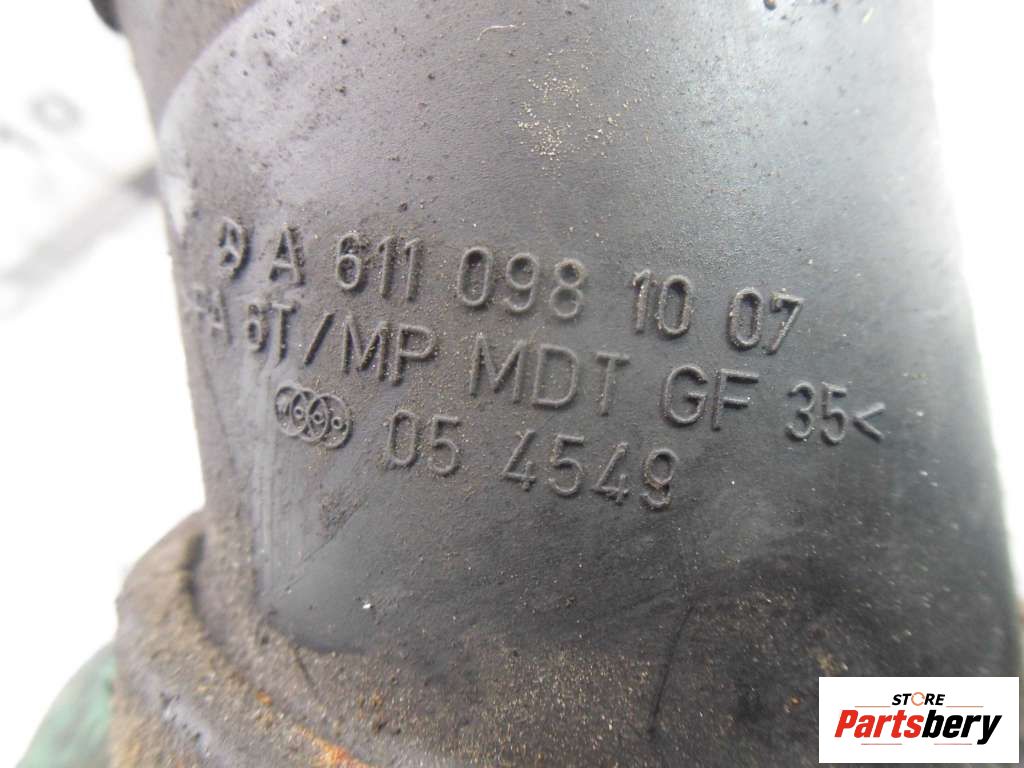 A 611 098 10 07
PA 6T/MP MDT GF 35<
05 4549
STORE
Partsbery